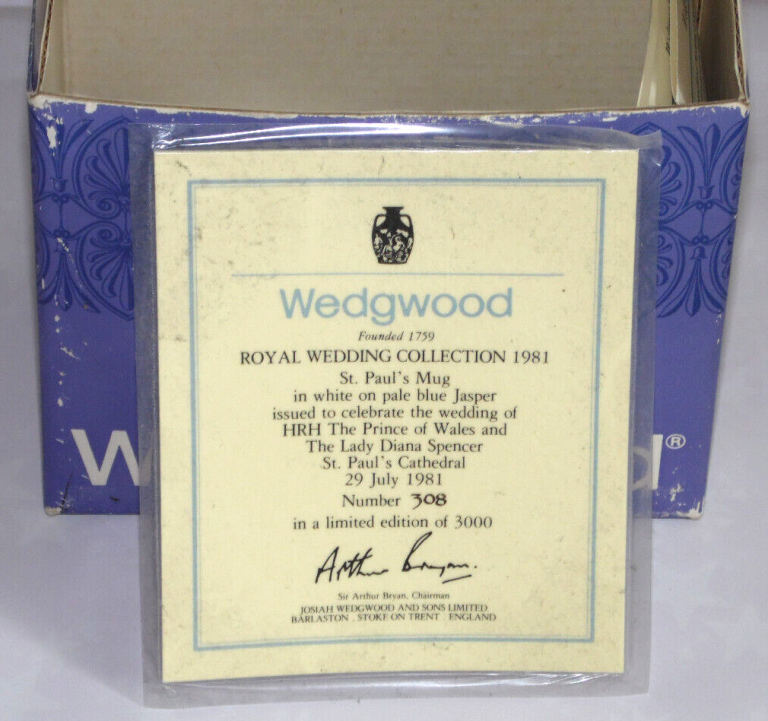 Wedgwood
Founded 1759
ROYAL WEDDING COLLECTION 1981
St. Paul's Mug
in white on pale blue Jasper
issued to celebrate the wedding of
HRH The Prince of Wales and
The Lady Diana Spencer
St. Paul's Cathedral
29 July 1981
Number 308
in a limited edition of 3000
Arthur Bryan.
Sir Arthur Bryan, Chairman
JOSIAH WEDGWOOD AND SONS LIMITED
BARLASTON . STOKE ON TRENT . ENGLAND
W d®